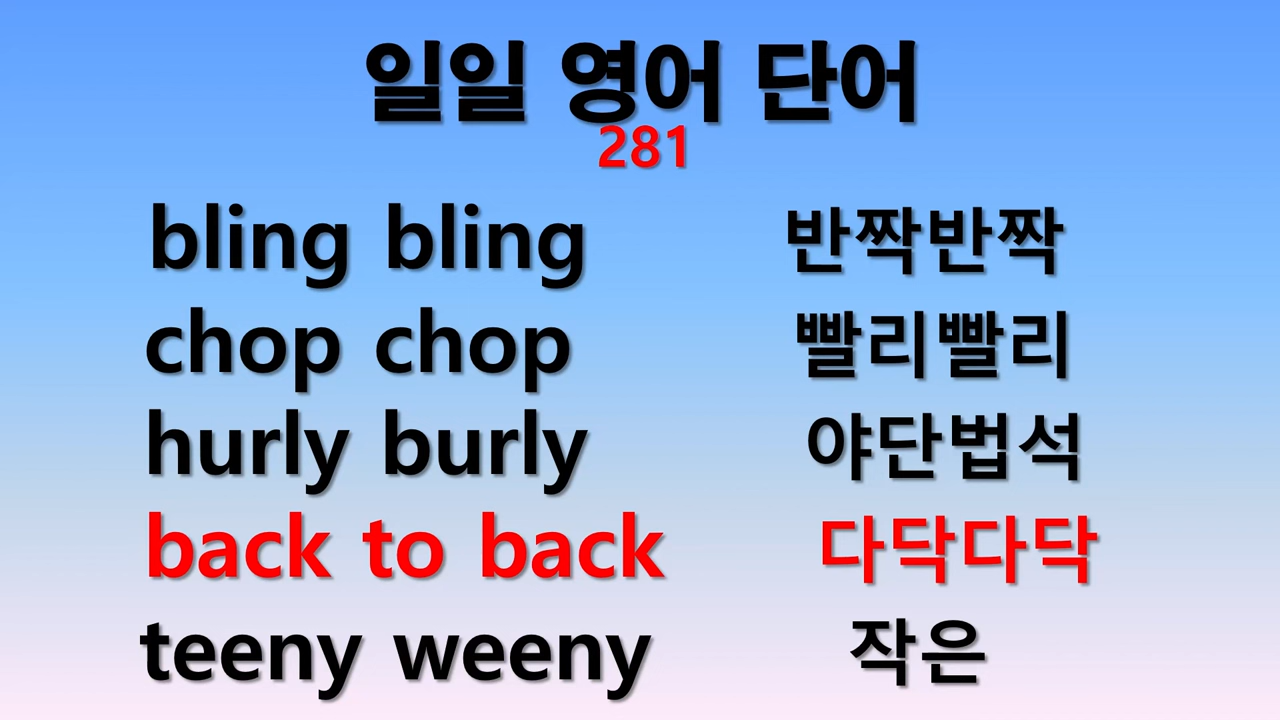 일일 영어 단어
281
bling bling 반짝반짝
chop chop 빨리빨리
hurly burly 야단법석
back to back 다닥다닥
teeny weeny 작은